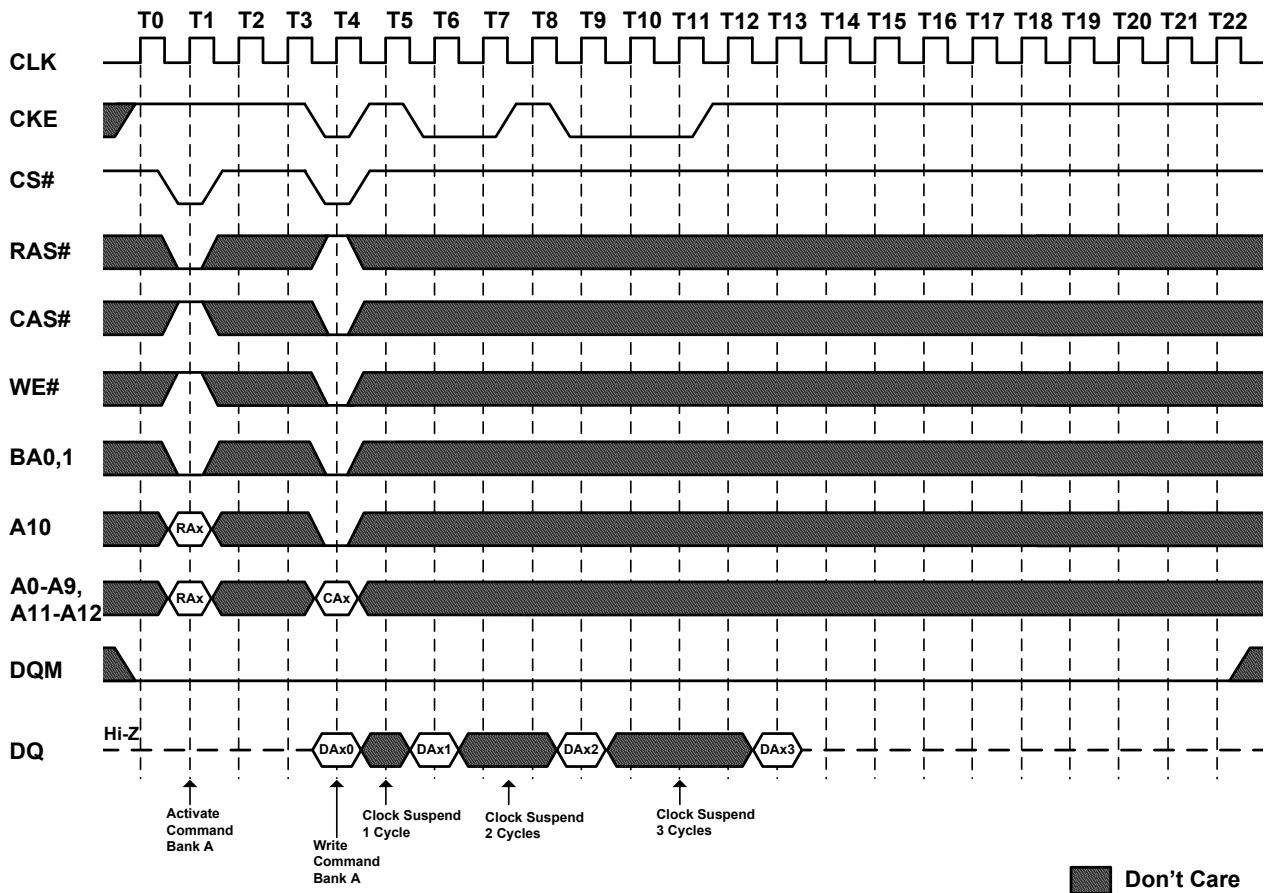 T0 T1 T2 T3 T4 T5 T6 T7 T8 T9 T10 T11 T12 T13 T14 T15 T16 T17 T18 T19 T20 T21 T22
CLK
CKE
CS#
RAS#
CAS#
WE#
BA0,1
A10
RAx
A0-A9,
A11-A12
RAx
CAx
DQM
DQ
Hi-Z
DAx0
DAx1
DAx2
DAx3
Activate
Command
Bank A
Write
Command
Bank A
Clock Suspend
1 Cycle
Clock Suspend
2 Cycles
Clock Suspend
3 Cycles
Don't Care